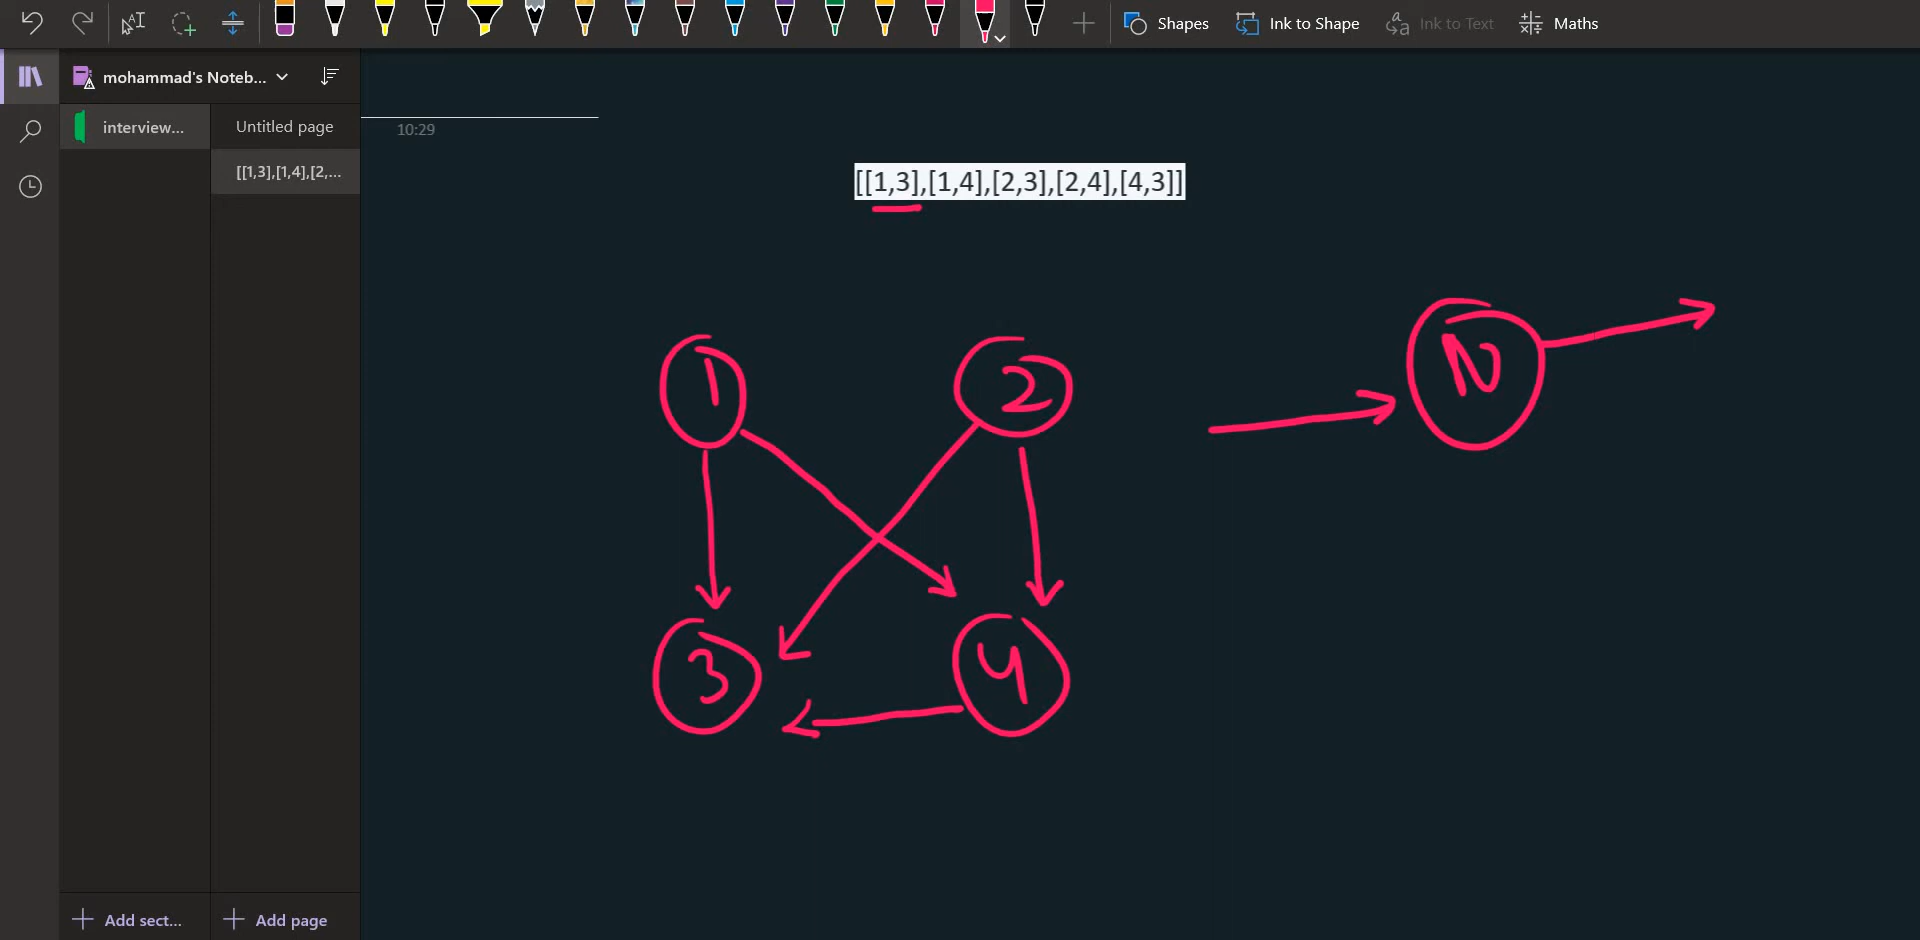 Shapes
Ink to Shape
Ink to Text
Maths
mohammad's Noteb...
interview...
Untitled page
[[1,3],[1,4],[2,...
10:29
[[1,3],[1,4],[2,3],[2,4],[4,3]]
1
2
N
3
4
Add sect...
Add page